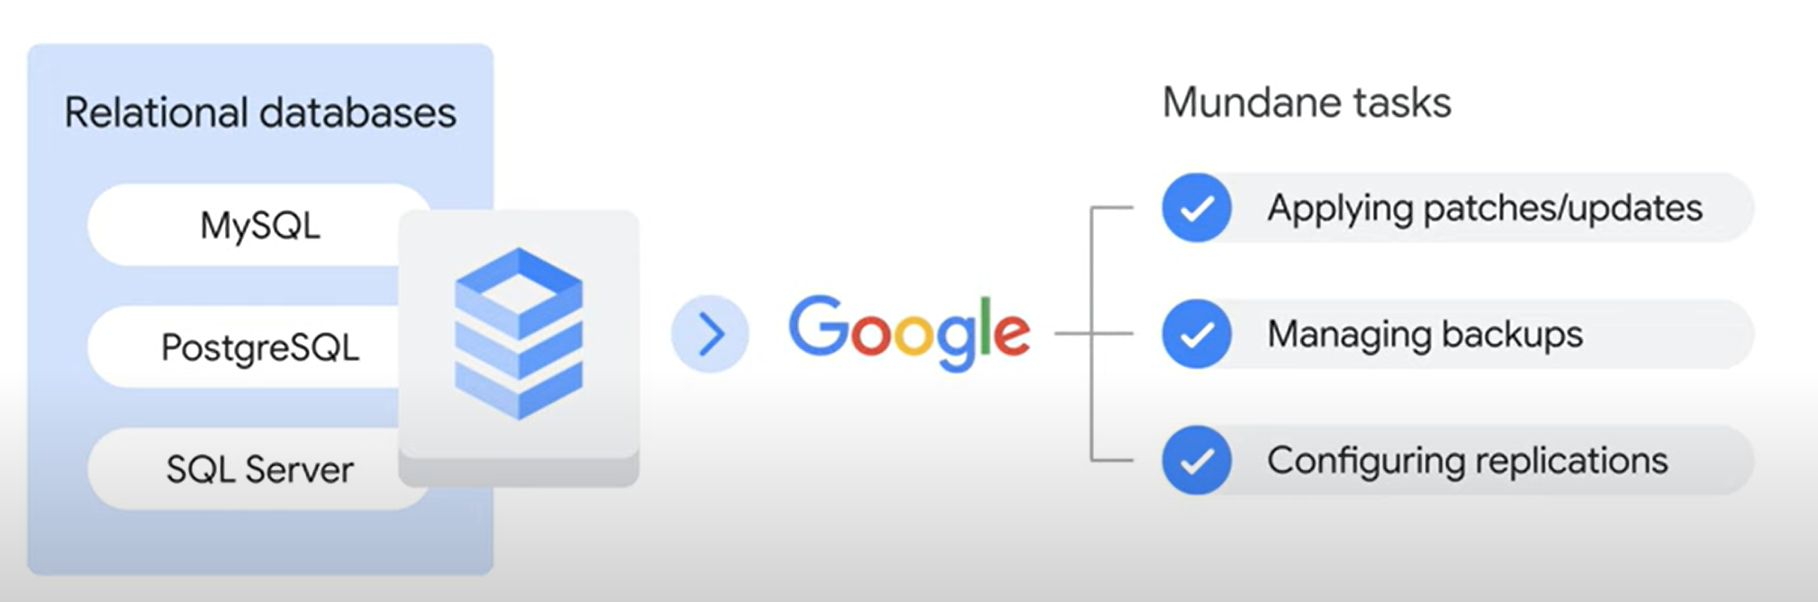 Relational databases
MySQL
PostgreSQL
SQL Server
Google
Mundane tasks
Applying patches/updates
Managing backups
Configuring replications